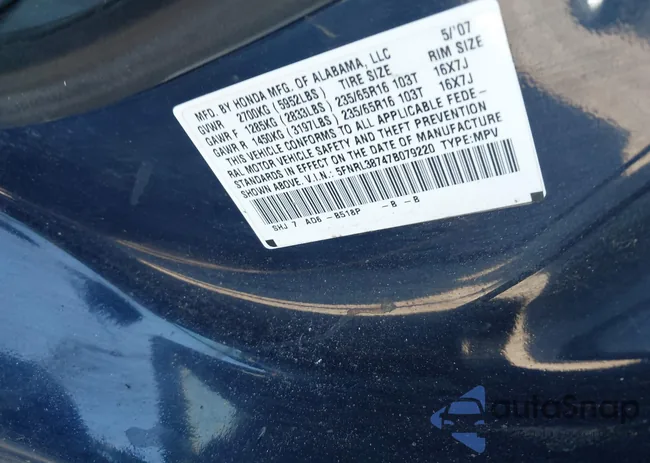 MFD. BY HONDA MFG. OF ALABAMA, LLC 5/'07
GVWR 2700KG (5952LBS) TIRE SIZE RIM SIZE
GAWR F 1285KG (2833LBS) 235/65R16 103T 16X7J
GAWR R 1450KG (3197LBS) 235/65R16 103T 16X7J
THIS VEHICLE CONFORMS TO ALL APPLICABLE FEDE-
RAL MOTOR VEHICLE SAFETY AND THEFT PREVENTION
STANDARDS IN EFFECT ON THE DATE OF MANUFACTURE
SHOWN ABOVE. V.I.N.: 5FNRL38747B079220 TYPE:MPV
SHJ 7 AD6 -BS18P -B -B
autoSnap